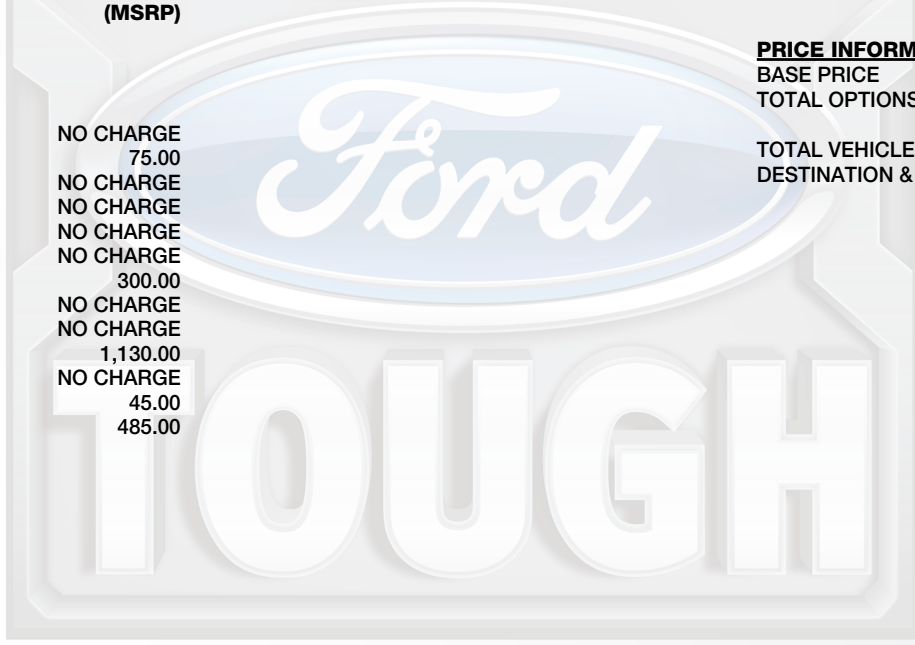 (MSRP)
NO CHARGE
75.00
NO CHARGE
NO CHARGE
NO CHARGE
NO CHARGE
300.00
NO CHARGE
NO CHARGE
1,130.00
NO CHARGE
45.00
485.00
PRICE INFORM
BASE PRICE
TOTAL OPTIONS
TOTAL VEHICLE
DESTINATION &
Ford
TOUGH